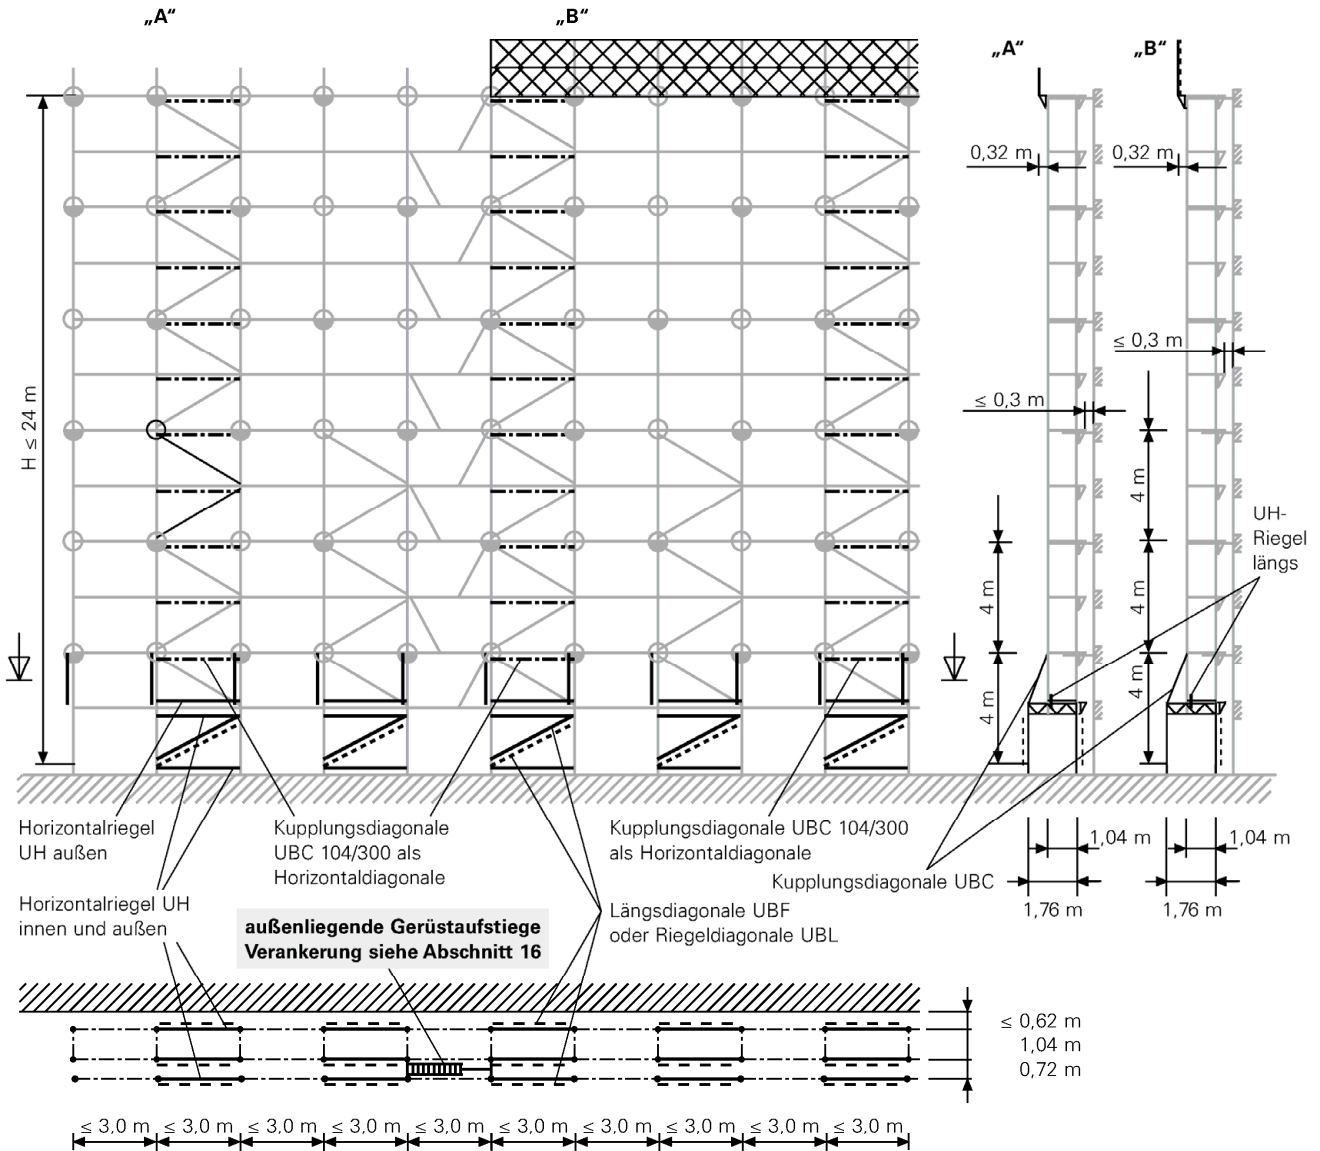 „A“
„B“
„A“
„B“
0,32 m
0,32 m
≤ 0,3 m
≤ 0,3 m
H ≤ 24 m
4 m
4 m
4 m
4 m
4 m
UH-
Riegel
längs
Horizontalriegel
UH außen
Kupplungsdiagonale
UBC 104/300 als
Horizontaldiagonale
Kupplungsdiagonale UBC 104/300
als Horizontaldiagonale
1,04 m
1,04 m
Kupplungsdiagonale UBC
1,76 m
1,76 m
Horizontalriegel UH
innen und außen
außenliegende Gerüstaufstiege
Verankerung siehe Abschnitt 16
Längsdiagonale UBF
oder Riegeldiagonale UBL
≤ 0,62 m
1,04 m
0,72 m
≤ 3,0 m ≤ 3,0 m ≤ 3,0 m ≤ 3,0 m ≤ 3,0 m ≤ 3,0 m ≤ 3,0 m ≤ 3,0 m ≤ 3,0 m ≤ 3,0 m